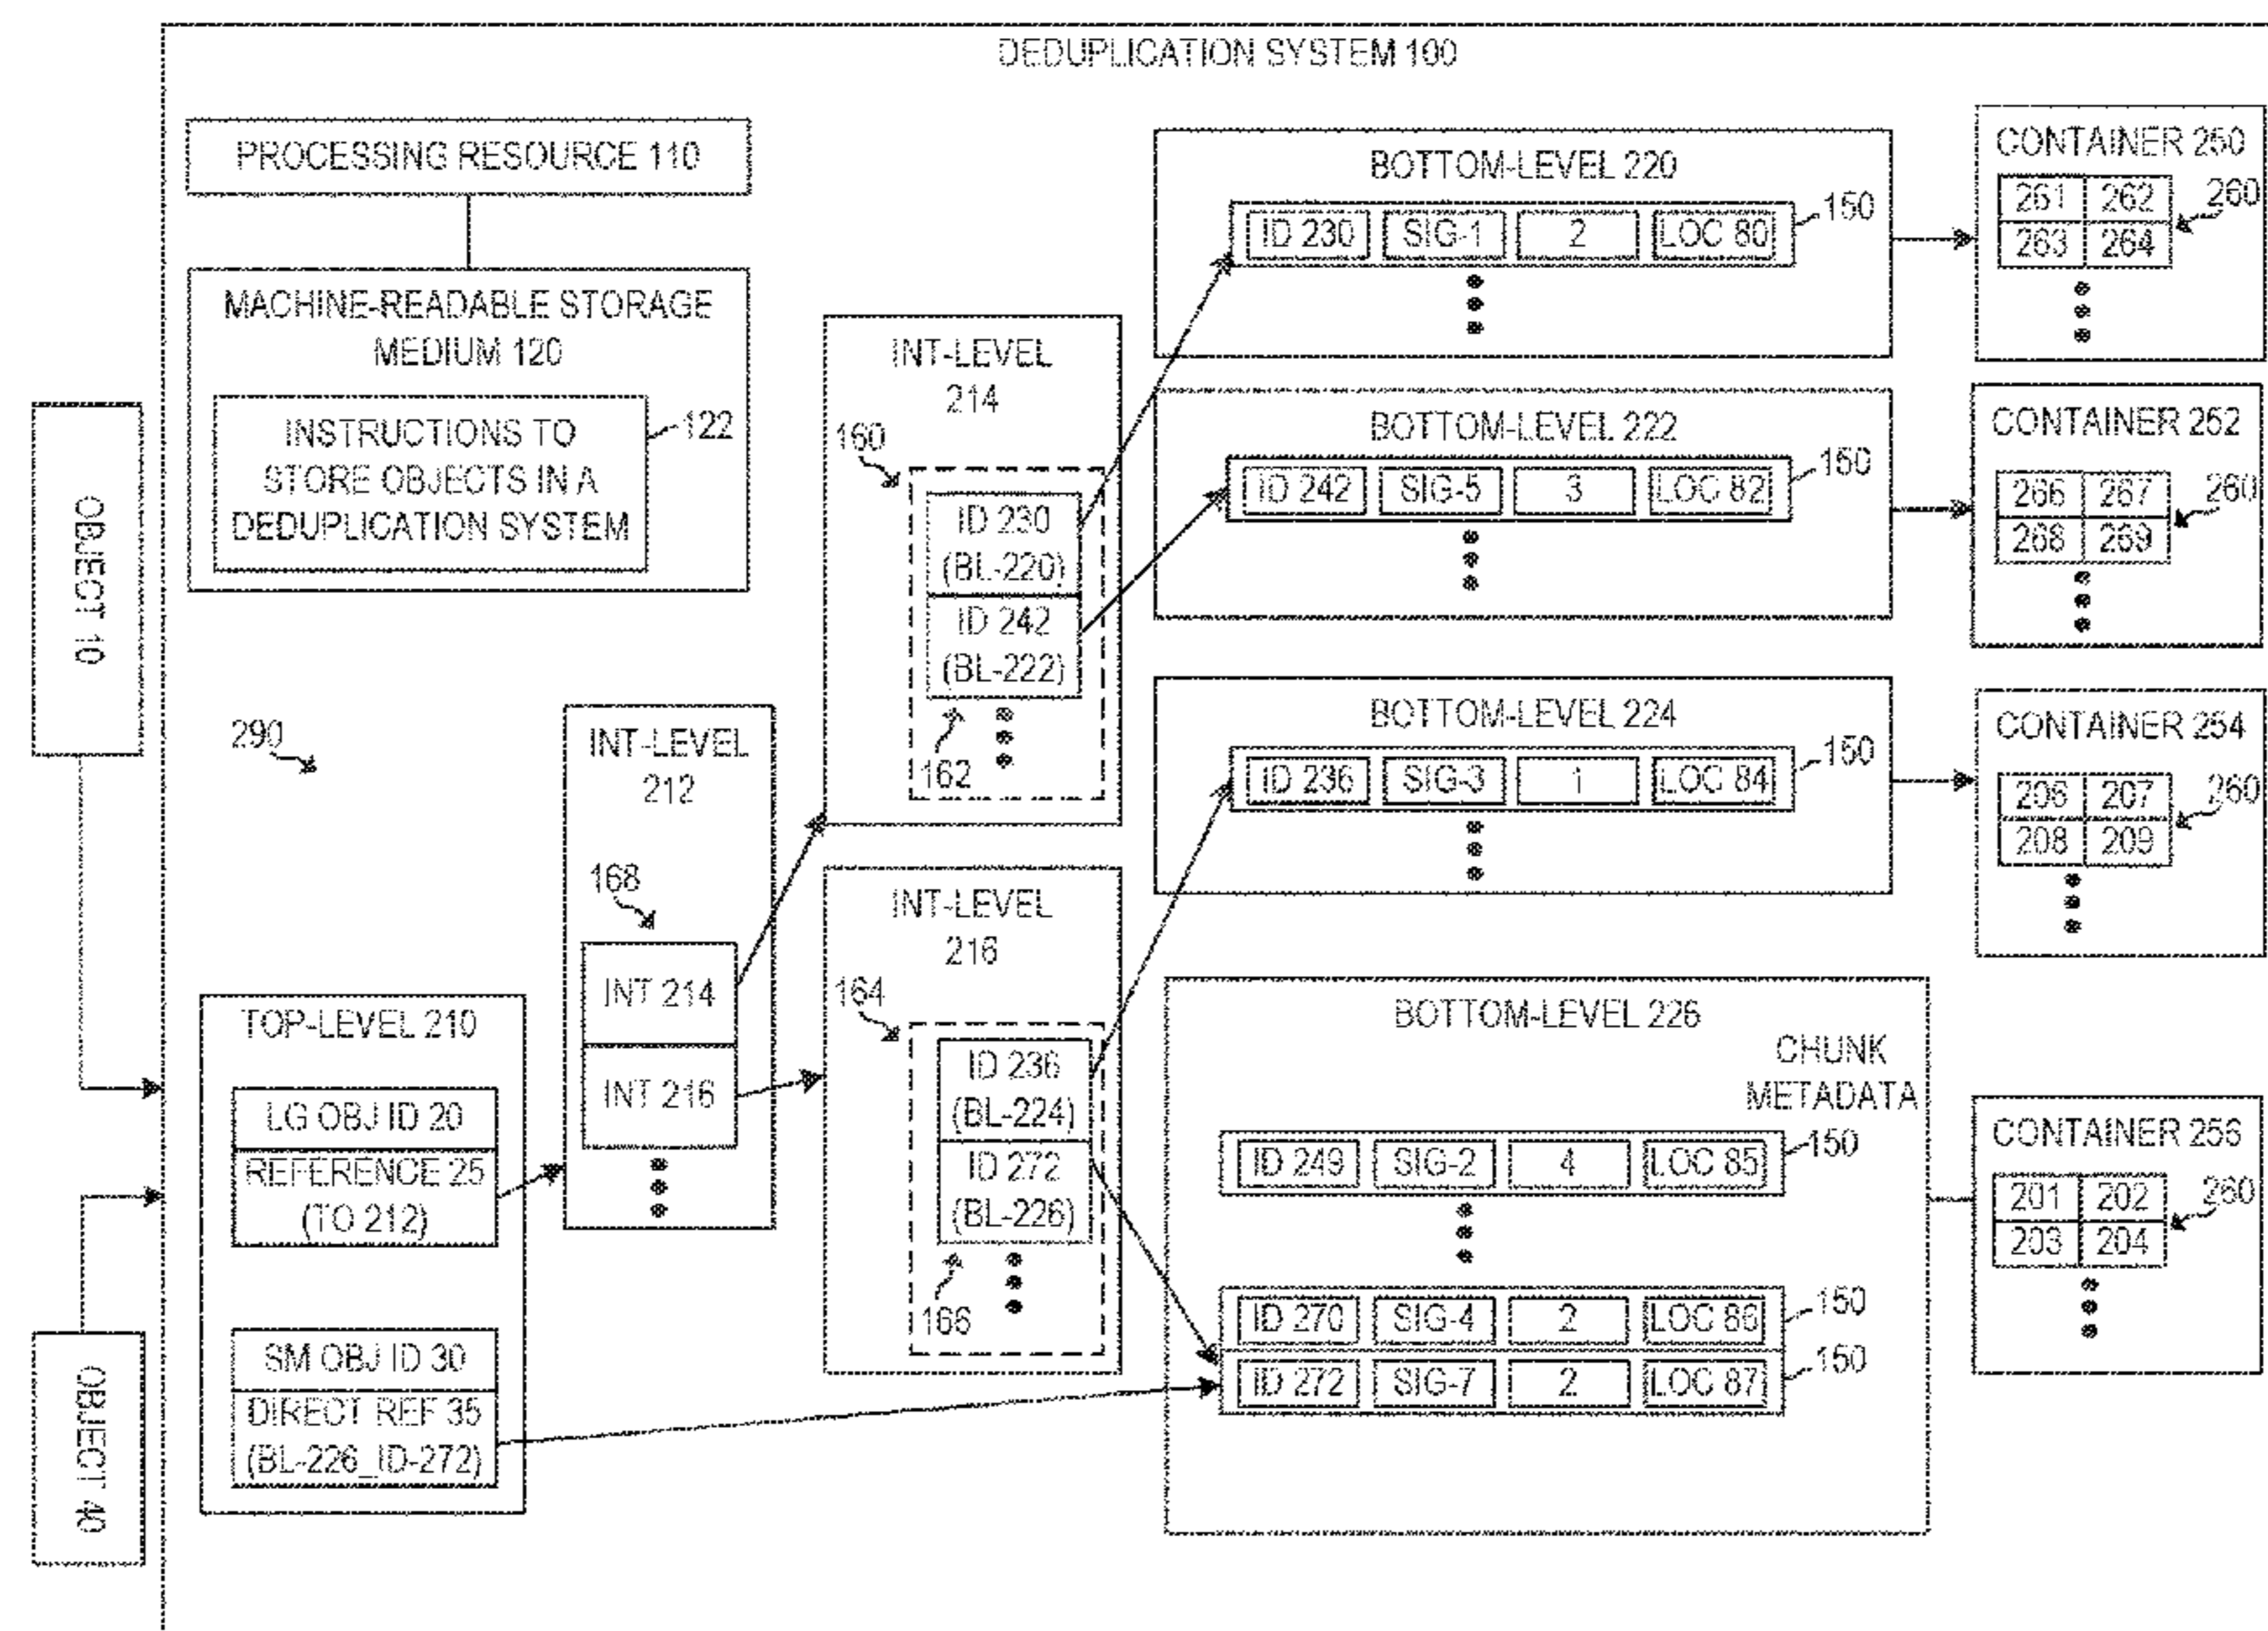 DEDUPLICATION SYSTEM 100
PROCESSING RESOURCE 110
MACHINE-READABLE STORAGE
MEDIUM 120
INSTRUCTIONS TO
STORE OBJECTS IN A
DEDUPLICATION SYSTEM
122
OBJECT 10
OBJECT 40
290
TOP-LEVEL 210
LG OBJ ID 20
REFERENCE 25
(TO 212)
SM OBJ ID 30
DIRECT REF 35
(BL-226_ID-272)
INT-LEVEL
212
168
INT 214
INT 216
INT-LEVEL
214
160
ID 230
(BL-220)
ID 242
(BL-222)
162
INT-LEVEL
216
164
ID 236
(BL-224)
ID 272
(BL-226)
166
BOTTOM-LEVEL 220
ID 230 SIG-1 2 LOC 80
150
BOTTOM-LEVEL 222
ID 242 SIG-5 3 LOC 82
150
BOTTOM-LEVEL 224
ID 236 SIG-3 1 LOC 84
150
BOTTOM-LEVEL 226
CHUNK
METADATA
ID 249 SIG-2 4 LOC 85
150
ID 270 SIG-4 2 LOC 86
150
ID 272 SIG-7 2 LOC 87
150
CONTAINER 250
261 262
263 264
260
CONTAINER 252
266 267
268 269
260
CONTAINER 254
206 207
208 209
260
CONTAINER 256
201 202
203 204
260